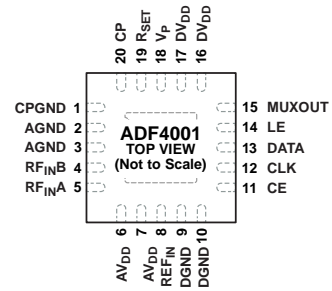 20 CP
19 RSET
18 VP
17 DVDD
16 DVDD
CPGND 1
AGND 2
AGND 3
RFINB 4
RFINA 5
ADF4001
TOP VIEW
(Not to Scale)
15 MUXOUT
14 LE
13 DATA
12 CLK
11 CE
AVDD 6
AVDD 7
REFIN 8
DGND 9
DGND 10